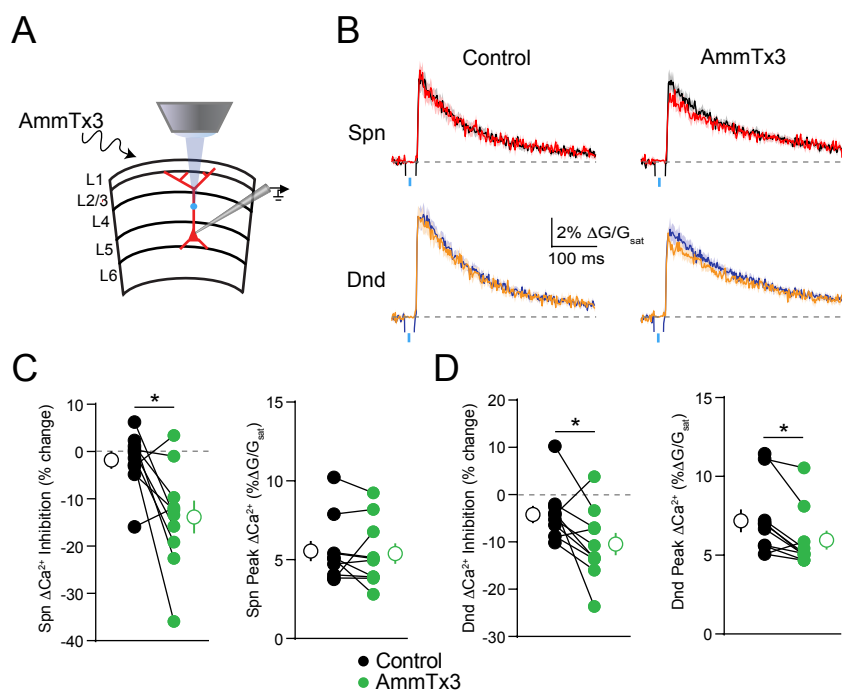 A
AmmTx3
L1
L2/3
L4
L5
L6
B
Control
AmmTx3
Spn
Dnd
2% ΔG/Gsat
100 ms
C
Spn ΔCa²⁺ Inhibition (% change)
10
0
-10
-20
-30
-40
*
Spn Peak ΔCa²⁺ (%ΔG/Gsat)
15
10
5
0
D
Dnd ΔCa²⁺ Inhibition (% change)
20
10
0
-10
-20
-30
*
Dnd Peak ΔCa²⁺ (%ΔG/Gsat)
15
10
5
0
*
Control
AmmTx3